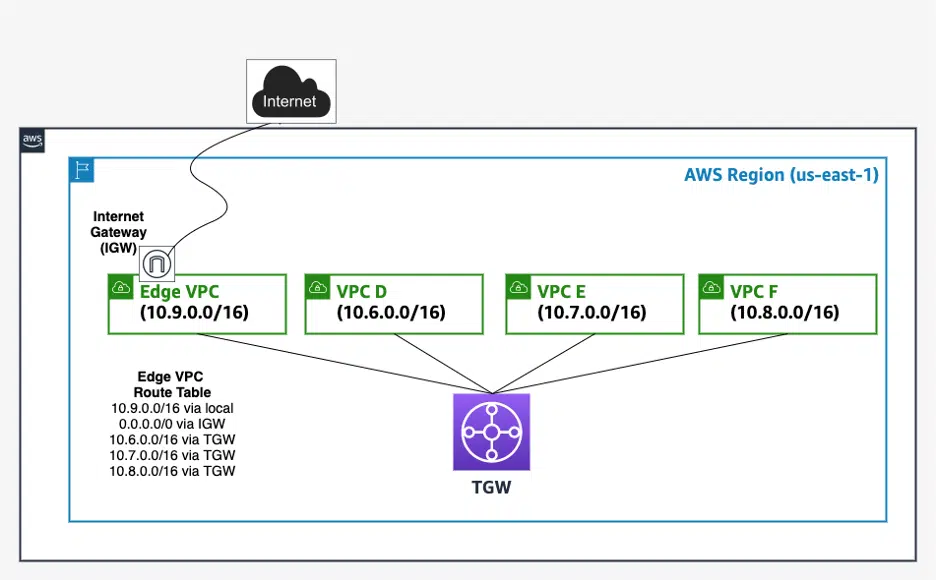 Internet
aws
AWS Region (us-east-1)
Internet
Gateway
(IGW)
Edge VPC
(10.9.0.0/16)
VPC D
(10.6.0.0/16)
VPC E
(10.7.0.0/16)
VPC F
(10.8.0.0/16)
Edge VPC
Route Table
10.9.0.0/16 via local
0.0.0.0/0 via IGW
10.6.0.0/16 via TGW
10.7.0.0/16 via TGW
10.8.0.0/16 via TGW
TGW